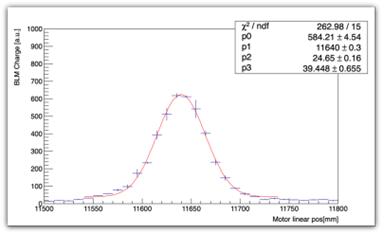 χ² / ndf 262.98 / 15
p0 584.21 ± 4.54
p1 11640 ± 0.3
p2 24.65 ± 0.16
p3 39.448 ± 0.655
BLM Charge [a.u.]
1000
900
800
700
600
500
400
300
200
100
0
11500 11550 11600 11650 11700 11750 11800
Motor linear pos[mm]